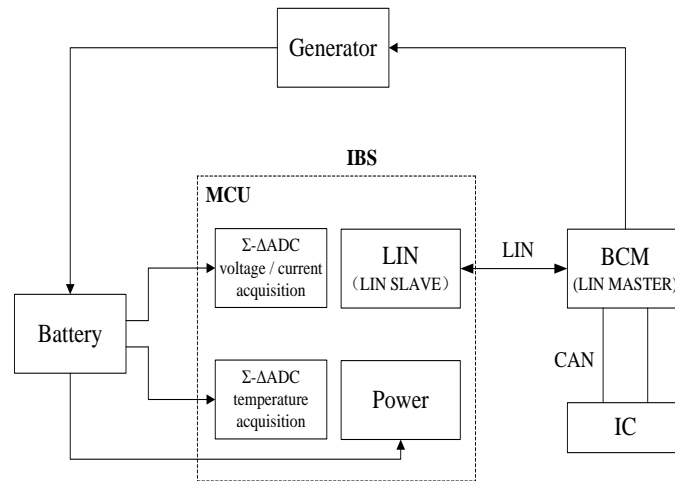 Generator
IBS
MCU
Σ-ΔADC
voltage / current
acquisition
LIN
（LIN SLAVE）
LIN
BCM
(LIN MASTER)
Battery
Σ-ΔADC
temperature
acquisition
Power
CAN
IC